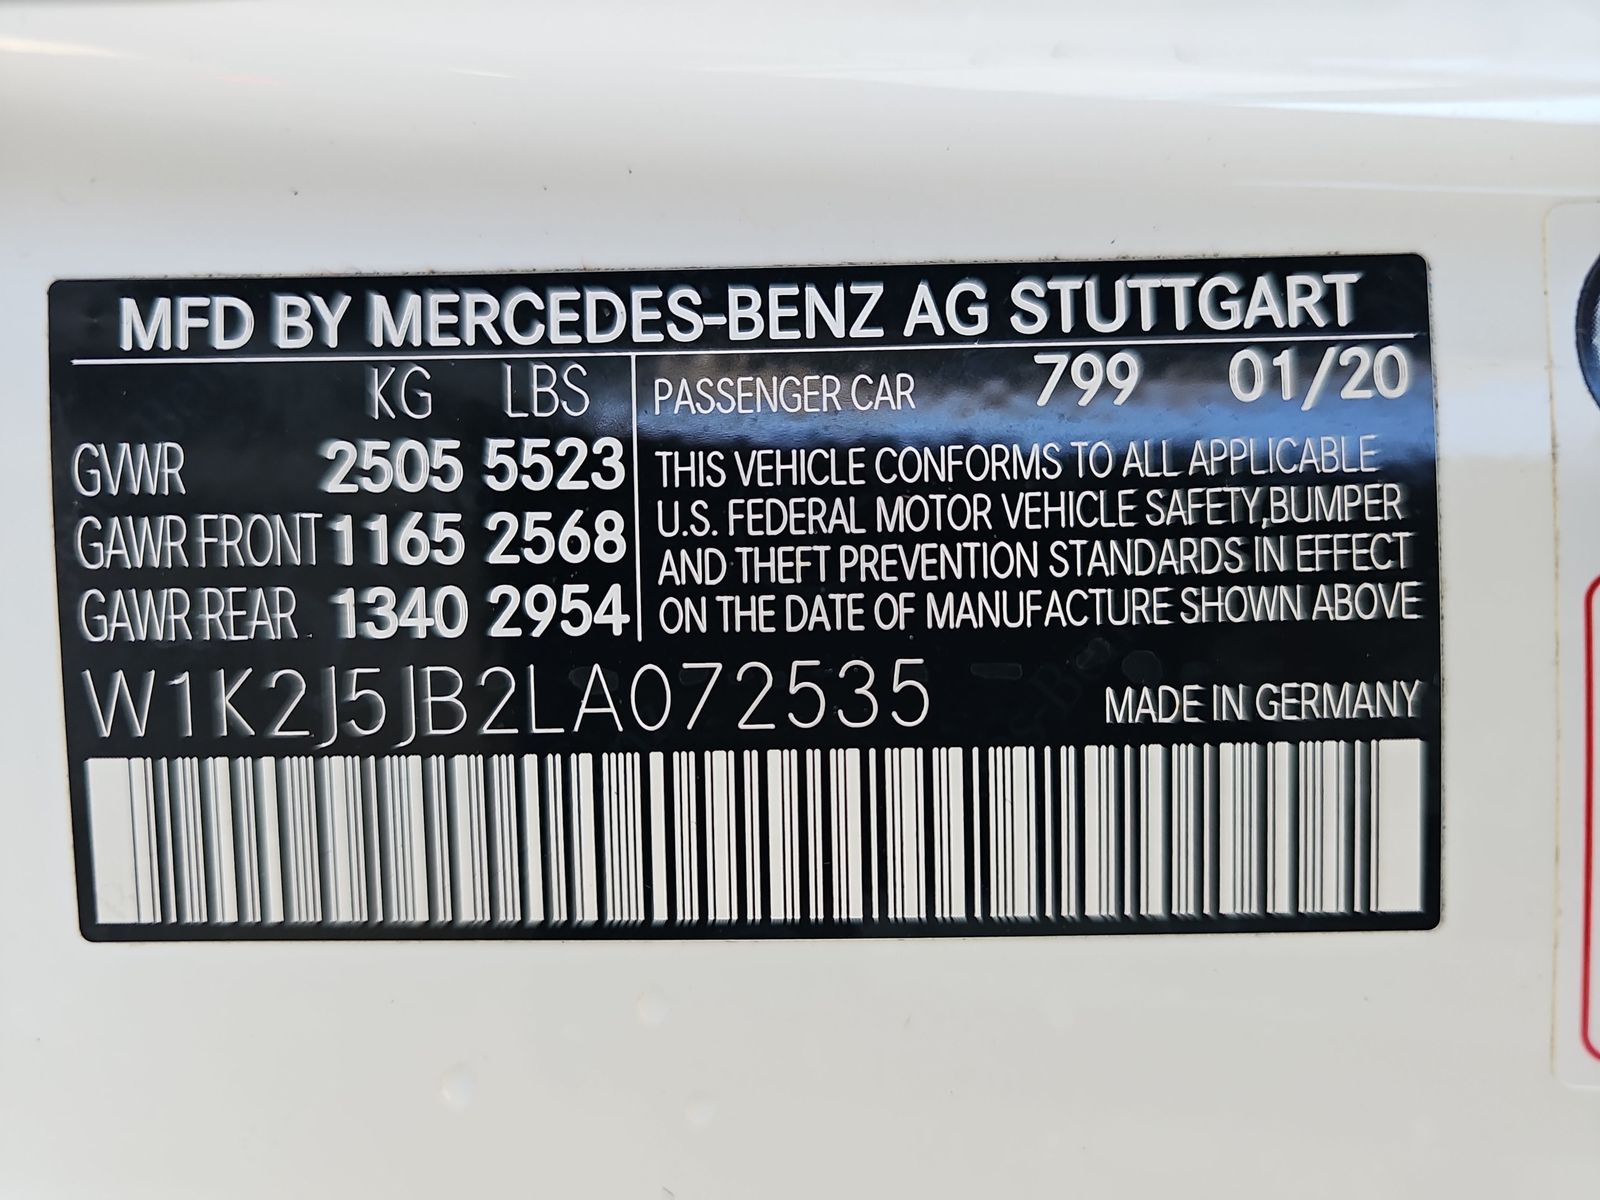 MFD BY MERCEDES-BENZ AG STUTTGART
KG LBS
GVWR 2505 5523
GAWR FRONT 1165 2568
GAWR REAR 1340 2954
PASSENGER CAR 799 01/20
THIS VEHICLE CONFORMS TO ALL APPLICABLE
U.S. FEDERAL MOTOR VEHICLE SAFETY,BUMPER
AND THEFT PREVENTION STANDARDS IN EFFECT
ON THE DATE OF MANUFACTURE SHOWN ABOVE
W1K2J5JB2LA072535
MADE IN GERMANY